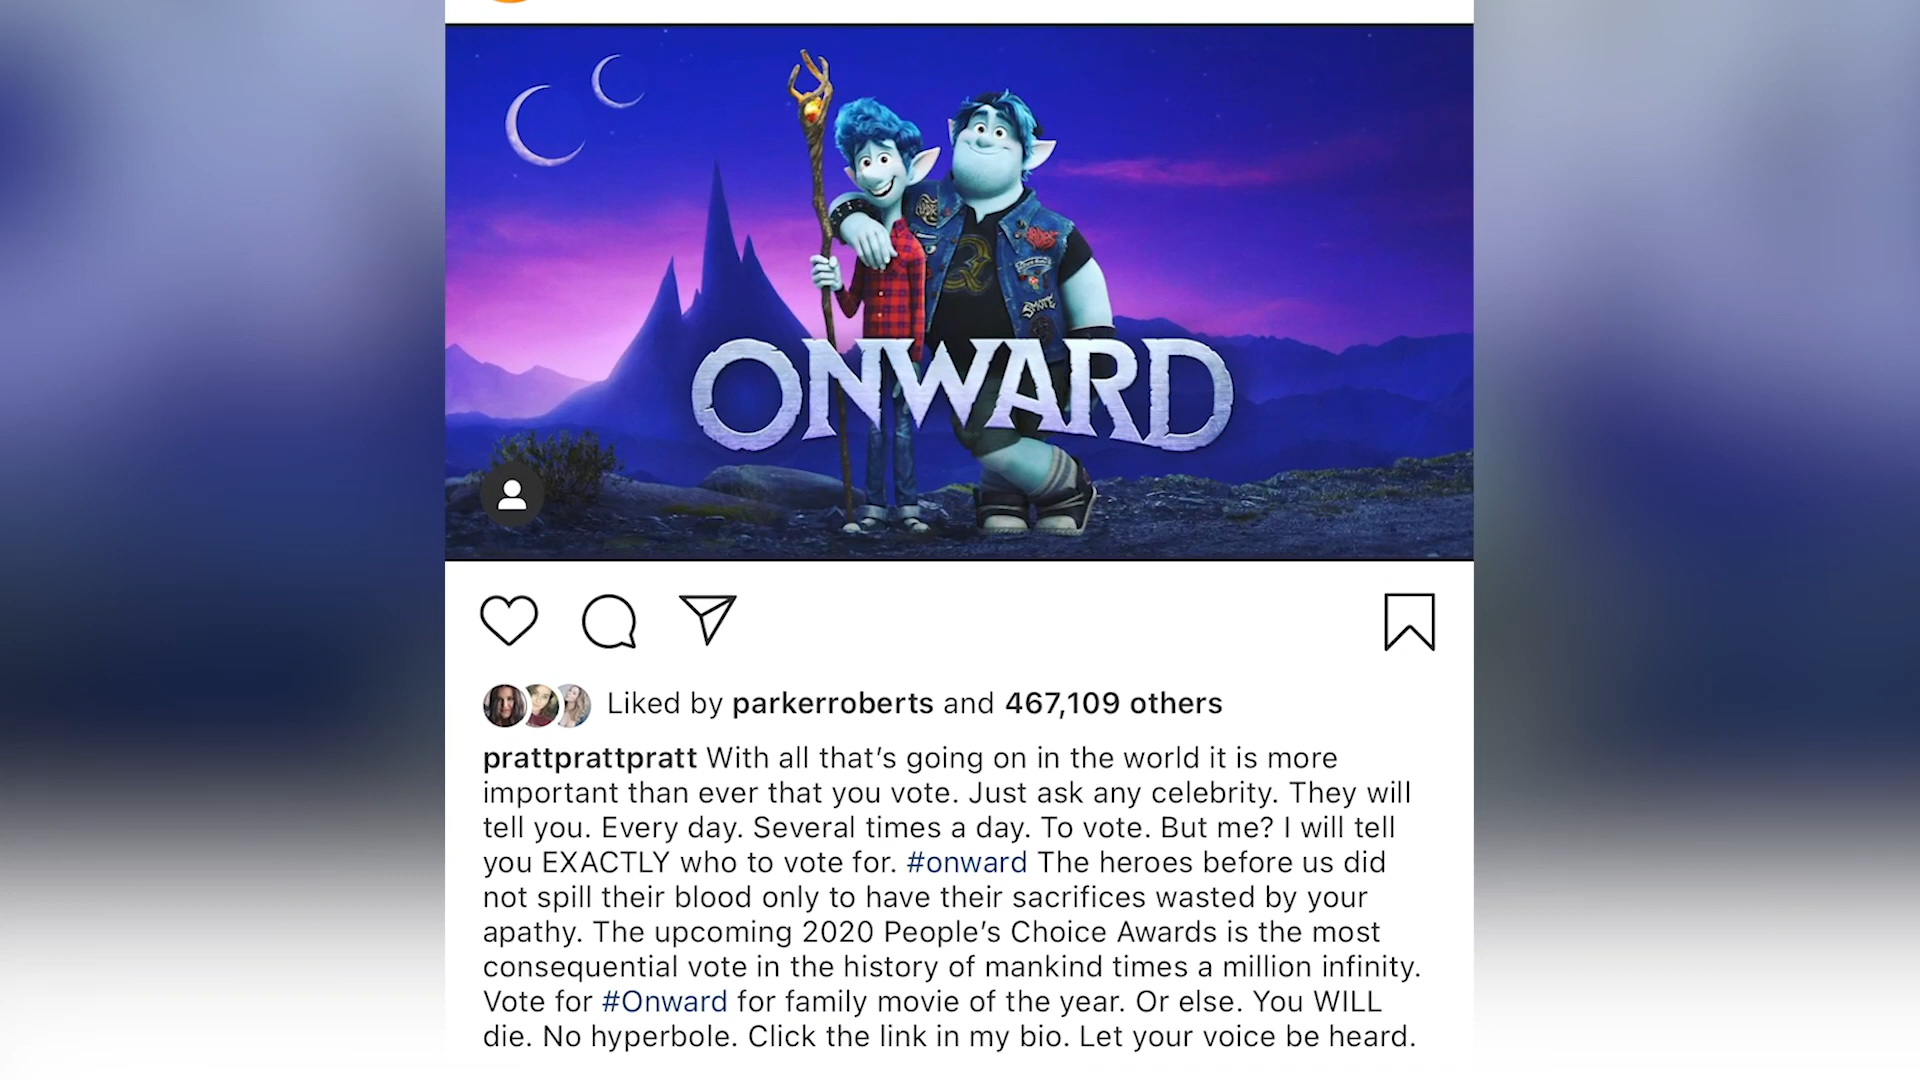 ONWARD
Liked by parkerroberts and 467,109 others
prattprattpratt With all that’s going on in the world it is more
important than ever that you vote. Just ask any celebrity. They will
tell you. Every day. Several times a day. To vote. But me? I will tell
you EXACTLY who to vote for. #onward The heroes before us did
not spill their blood only to have their sacrifices wasted by your
apathy. The upcoming 2020 People’s Choice Awards is the most
consequential vote in the history of mankind times a million infinity.
Vote for #Onward for family movie of the year. Or else. You WILL
die. No hyperbole. Click the link in my bio. Let your voice be heard.